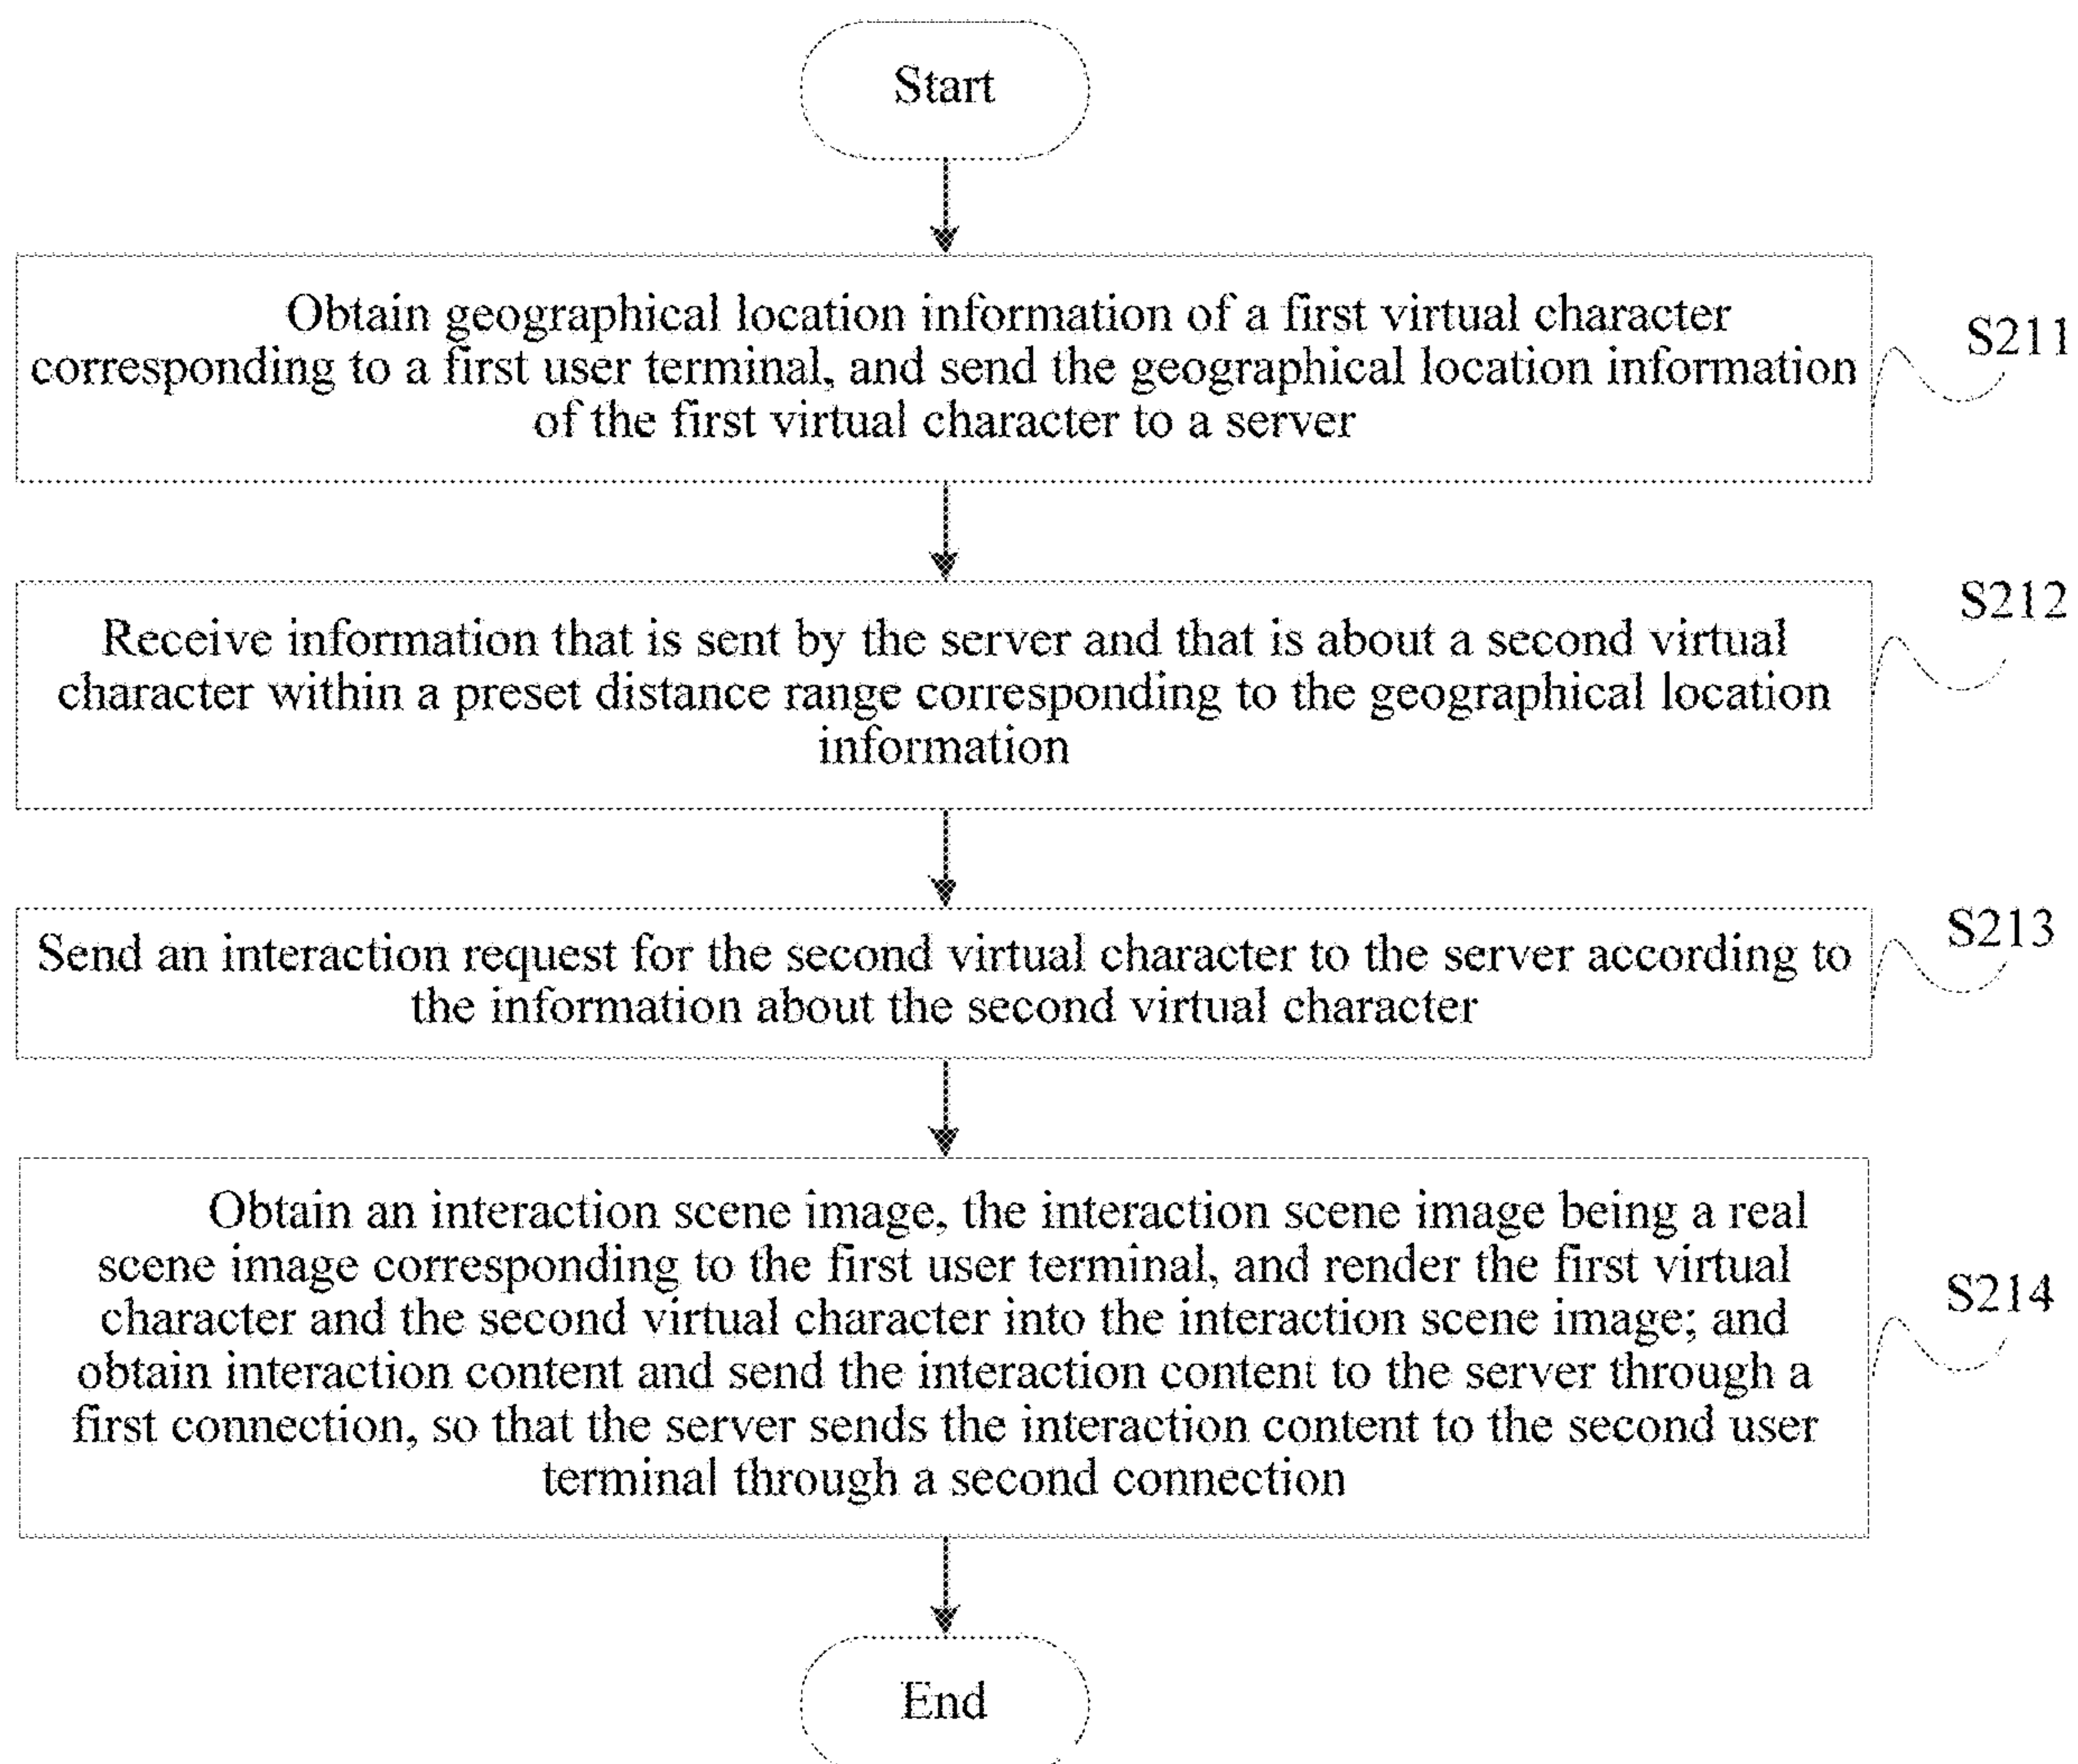 Start
Obtain geographical location information of a first virtual character
corresponding to a first user terminal, and send the geographical location information
of the first virtual character to a server
S211
Receive information that is sent by the server and that is about a second virtual
character within a preset distance range corresponding to the geographical location
information
S212
Send an interaction request for the second virtual character to the server according to
the information about the second virtual character
S213
Obtain an interaction scene image, the interaction scene image being a real
scene image corresponding to the first user terminal, and render the first virtual
character and the second virtual character into the interaction scene image; and
obtain interaction content and send the interaction content to the server through a
first connection, so that the server sends the interaction content to the second user
terminal through a second connection
S214
End